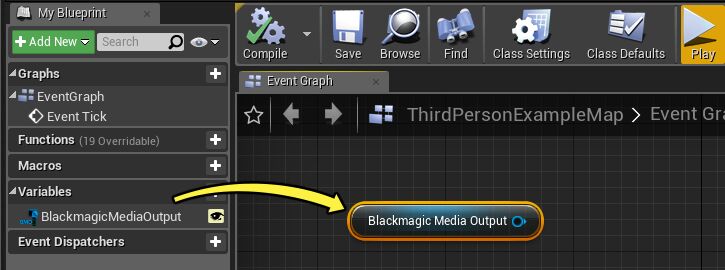 My Blueprint
Add New
Search
Graphs
EventGraph
Event Tick
Functions (19 Overridable)
Macros
Variables
BlackmagicMediaOutput
Event Dispatchers
Compile
Save
Browse
Find
Class Settings
Class Defaults
Play
Event Graph
ThirdPersonExampleMap > Event Gra
Blackmagic Media Output